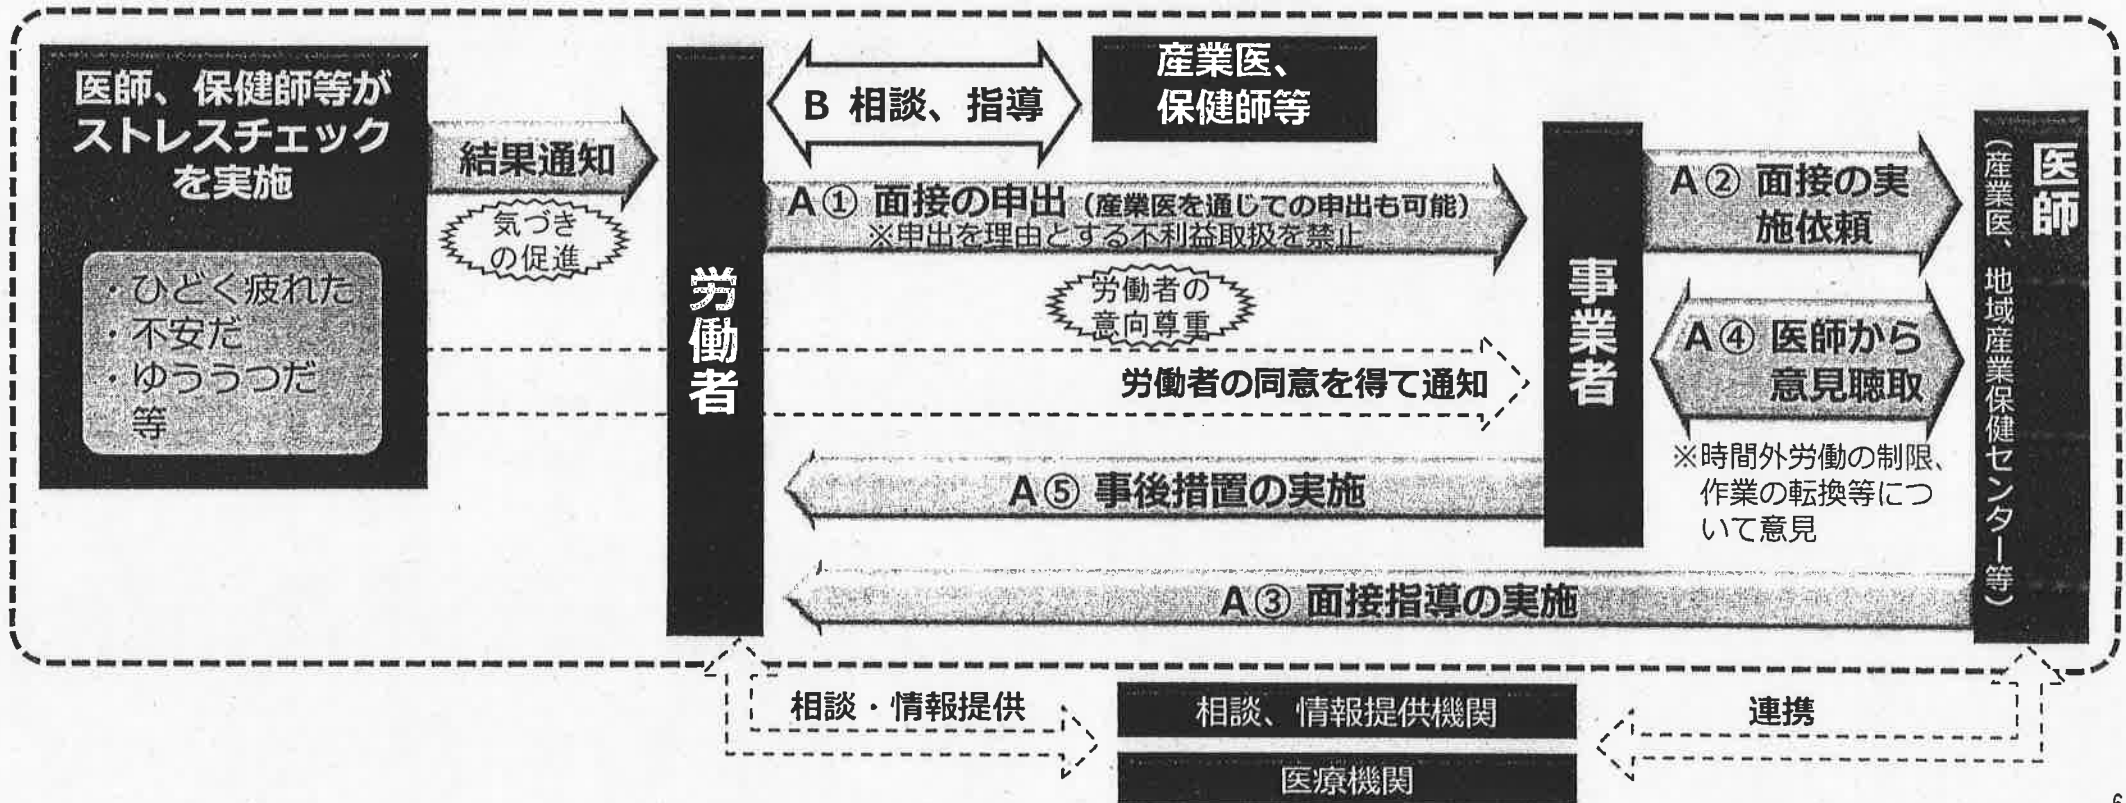 医師、保健師等が
ストレスチェック
を実施
・ひどく疲れた
・不安だ
・ゆううつだ
等
結果通知
気づき
の促進
労働者
B 相談、指導
産業医、
保健師等
A① 面接の申出（産業医を通じての申出も可能）
※申出を理由とする不利益取扱を禁止
労働者の
意向尊重
労働者の同意を得て通知
A⑤ 事後措置の実施
A③ 面接指導の実施
事業者
A② 面接の実
施依頼
A④ 医師から
意見聴取
※時間外労働の制限、
作業の転換等につ
いて意見
医師
（産業医、地域産業保健センター等）
相談・情報提供
相談、情報提供機関
医療機関
連携
6